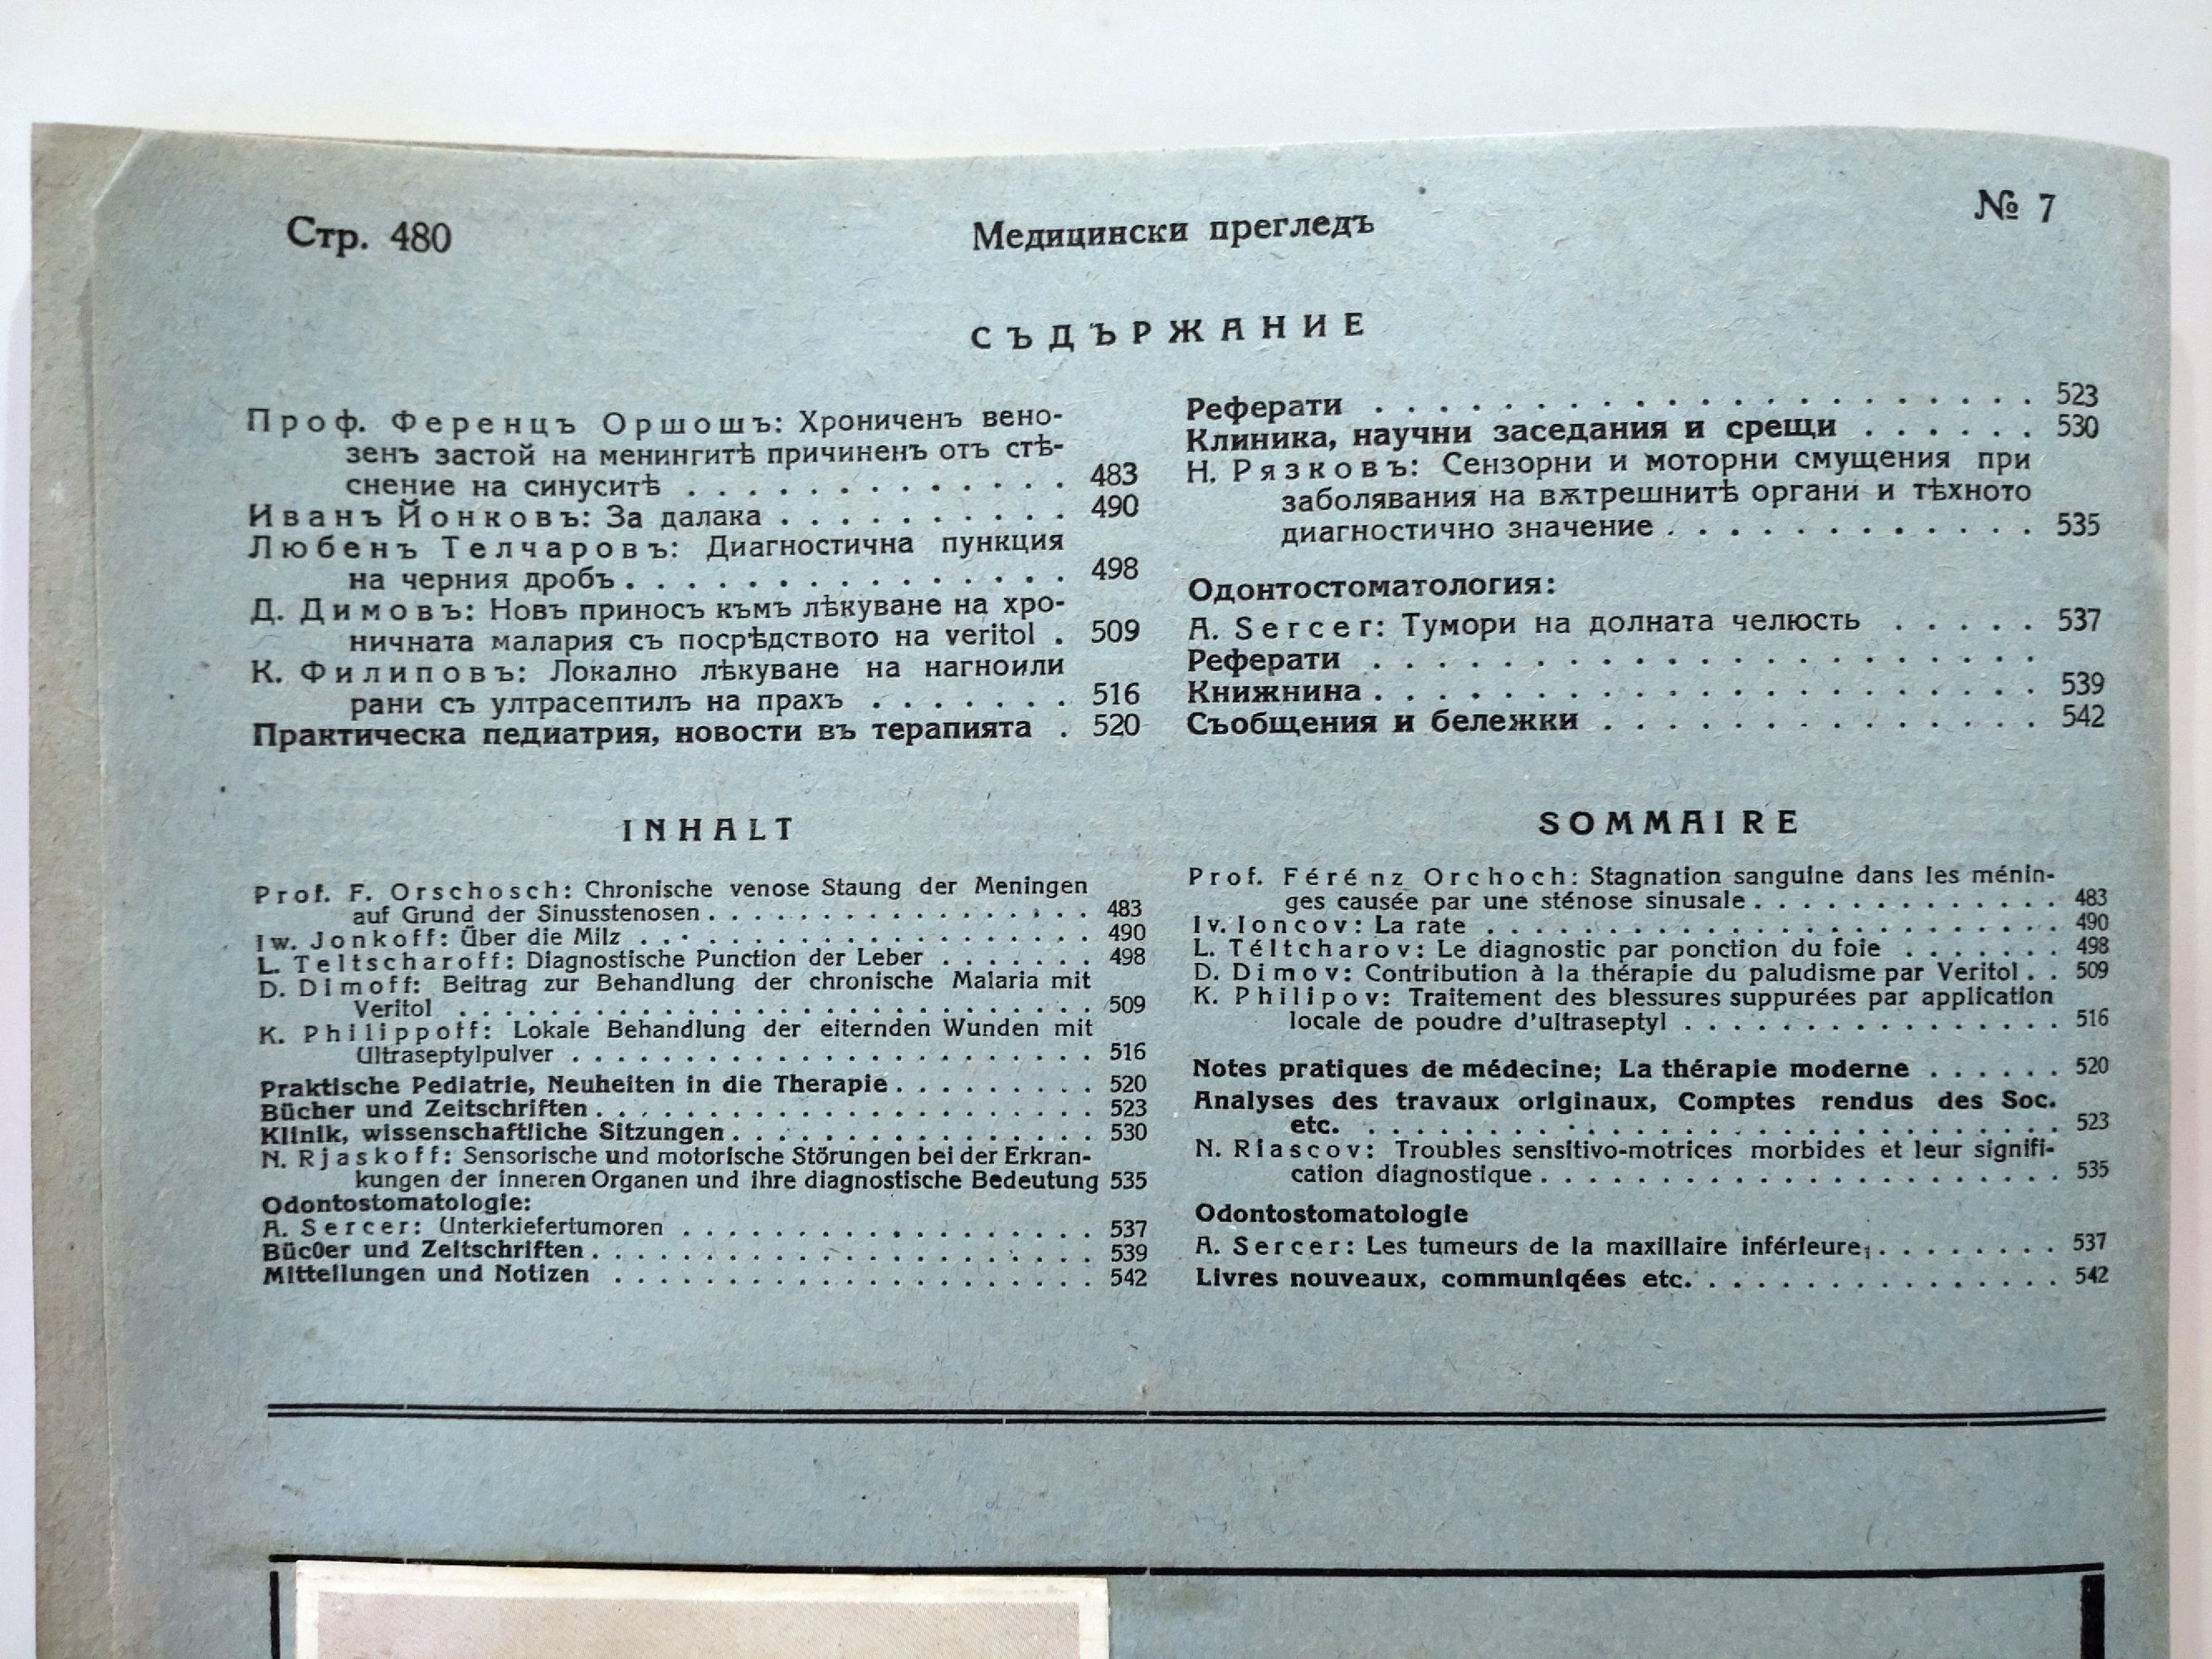 Стр. 480
Медицински прегледъ
№ 7
СЪДЪРЖАНИЕ
Проф. Ференцъ Оршошъ: Хрониченъ вено-
зенъ застой на менингитѣ причиненъ отъ стѣ-
снение на синуситѣ . . . . . . . . . . . . . 483
Иванъ Йонковъ: За далака . . . . . . . . . . 490
Любенъ Телчаровъ: Диагностична пункция
на черния дробъ . . . . . . . . . . . . . . . 498
Д. Димовъ: Новъ приносъ къмъ лѣкуване на хро-
ничната малария съ посрѣдството на veritol . 509
К. Филиповъ: Локално лѣкуване на нагноили
рани съ ултрасептилъ на прахъ . . . . . . . 516
Практическа педиатрия, новости въ терапията . 520
Реферати . . . . . . . . . . . . . . . . . . 523
Клиника, научни заседания и срещи . . . . . . 530
Н. Рязковъ: Сензорни и моторни смущения при
заболявания на вѫтрешнитѣ органи и тѣхното
диагностично значение . . . . . . . . . . . . 535
Одонтостоматология:
A. Sercer: Тумори на долната челюсть . . . . . 537
Реферати . . . . . . . . . . . . . . . . . .
Книжнина . . . . . . . . . . . . . . . . . . 539
Съобщения и бележки . . . . . . . . . . . . . 542
INHALT
Prof. F. Orschosch: Chronische venose Staung der Meningen
auf Grund der Sinusstenosen . . . . . . . . . . . . . . . . 483
Iw. Jonkoff: Über die Milz . . . . . . . . . . . . . . . . . . 490
L. Teltscharoff: Diagnostische Punction der Leber . . . . . . . 498
D. Dimoff: Beitrag zur Behandlung der chronische Malaria mit
Veritol . . . . . . . . . . . . . . . . . . . . . . . . 509
K. Philippoff: Lokale Behandlung der eiternden Wunden mit
Ultraseptylpulver . . . . . . . . . . . . . . . . . . . . 516
Praktische Pediatrie, Neuheiten in die Therapie . . . . . . . . . 520
Bücher und Zeitschriften . . . . . . . . . . . . . . . . . . . . 523
Klinik, wissenschaftliche Sitzungen . . . . . . . . . . . . . . . 530
N. Rjaskoff: Sensorische und motorische Störungen bei der Erkran-
kungen der inneren Organen und ihre diagnostische Bedeutung 535
Odontostomatologie:
A. Sercer: Unterkiefertumoren . . . . . . . . . . . . . . . . . 537
Büc0er und Zeitschriften . . . . . . . . . . . . . . . . . . . . 539
Mitteilungen und Notizen . . . . . . . . . . . . . . . . . . . . 542
SOMMAIRE
Prof. Férénz Orchoch: Stagnation sanguine dans les ménin-
ges causée par une sténose sinusale . . . . . . . . . . . . . 483
Iv. Ioncov: La rate . . . . . . . . . . . . . . . . . . . . . . 490
L. Téltcharov: Le diagnostic par ponction du foie . . . . . . . 498
D. Dimov: Contribution à la thérapie du paludisme par Veritol . . 509
K. Philipov: Traitement des blessures suppurées par application
locale de poudre d'ultraseptyl . . . . . . . . . . . . . . . . 516
Notes pratiques de médecine; La thérapie moderne . . . . . . 520
Analyses des travaux originaux, Comptes rendus des Soc.
etc. . . . . . . . . . . . . . . . . . . . . . . . . . . . . 523
N. Riascov: Troubles sensitivo-motrices morbides et leur signifi-
cation diagnostique . . . . . . . . . . . . . . . . . . . . . 535
Odontostomatologie
A. Sercer: Les tumeurs de la maxillaire inférieure, . . . . . . . . 537
Livres nouveaux, communiqées etc. . . . . . . . . . . . . . . . 542